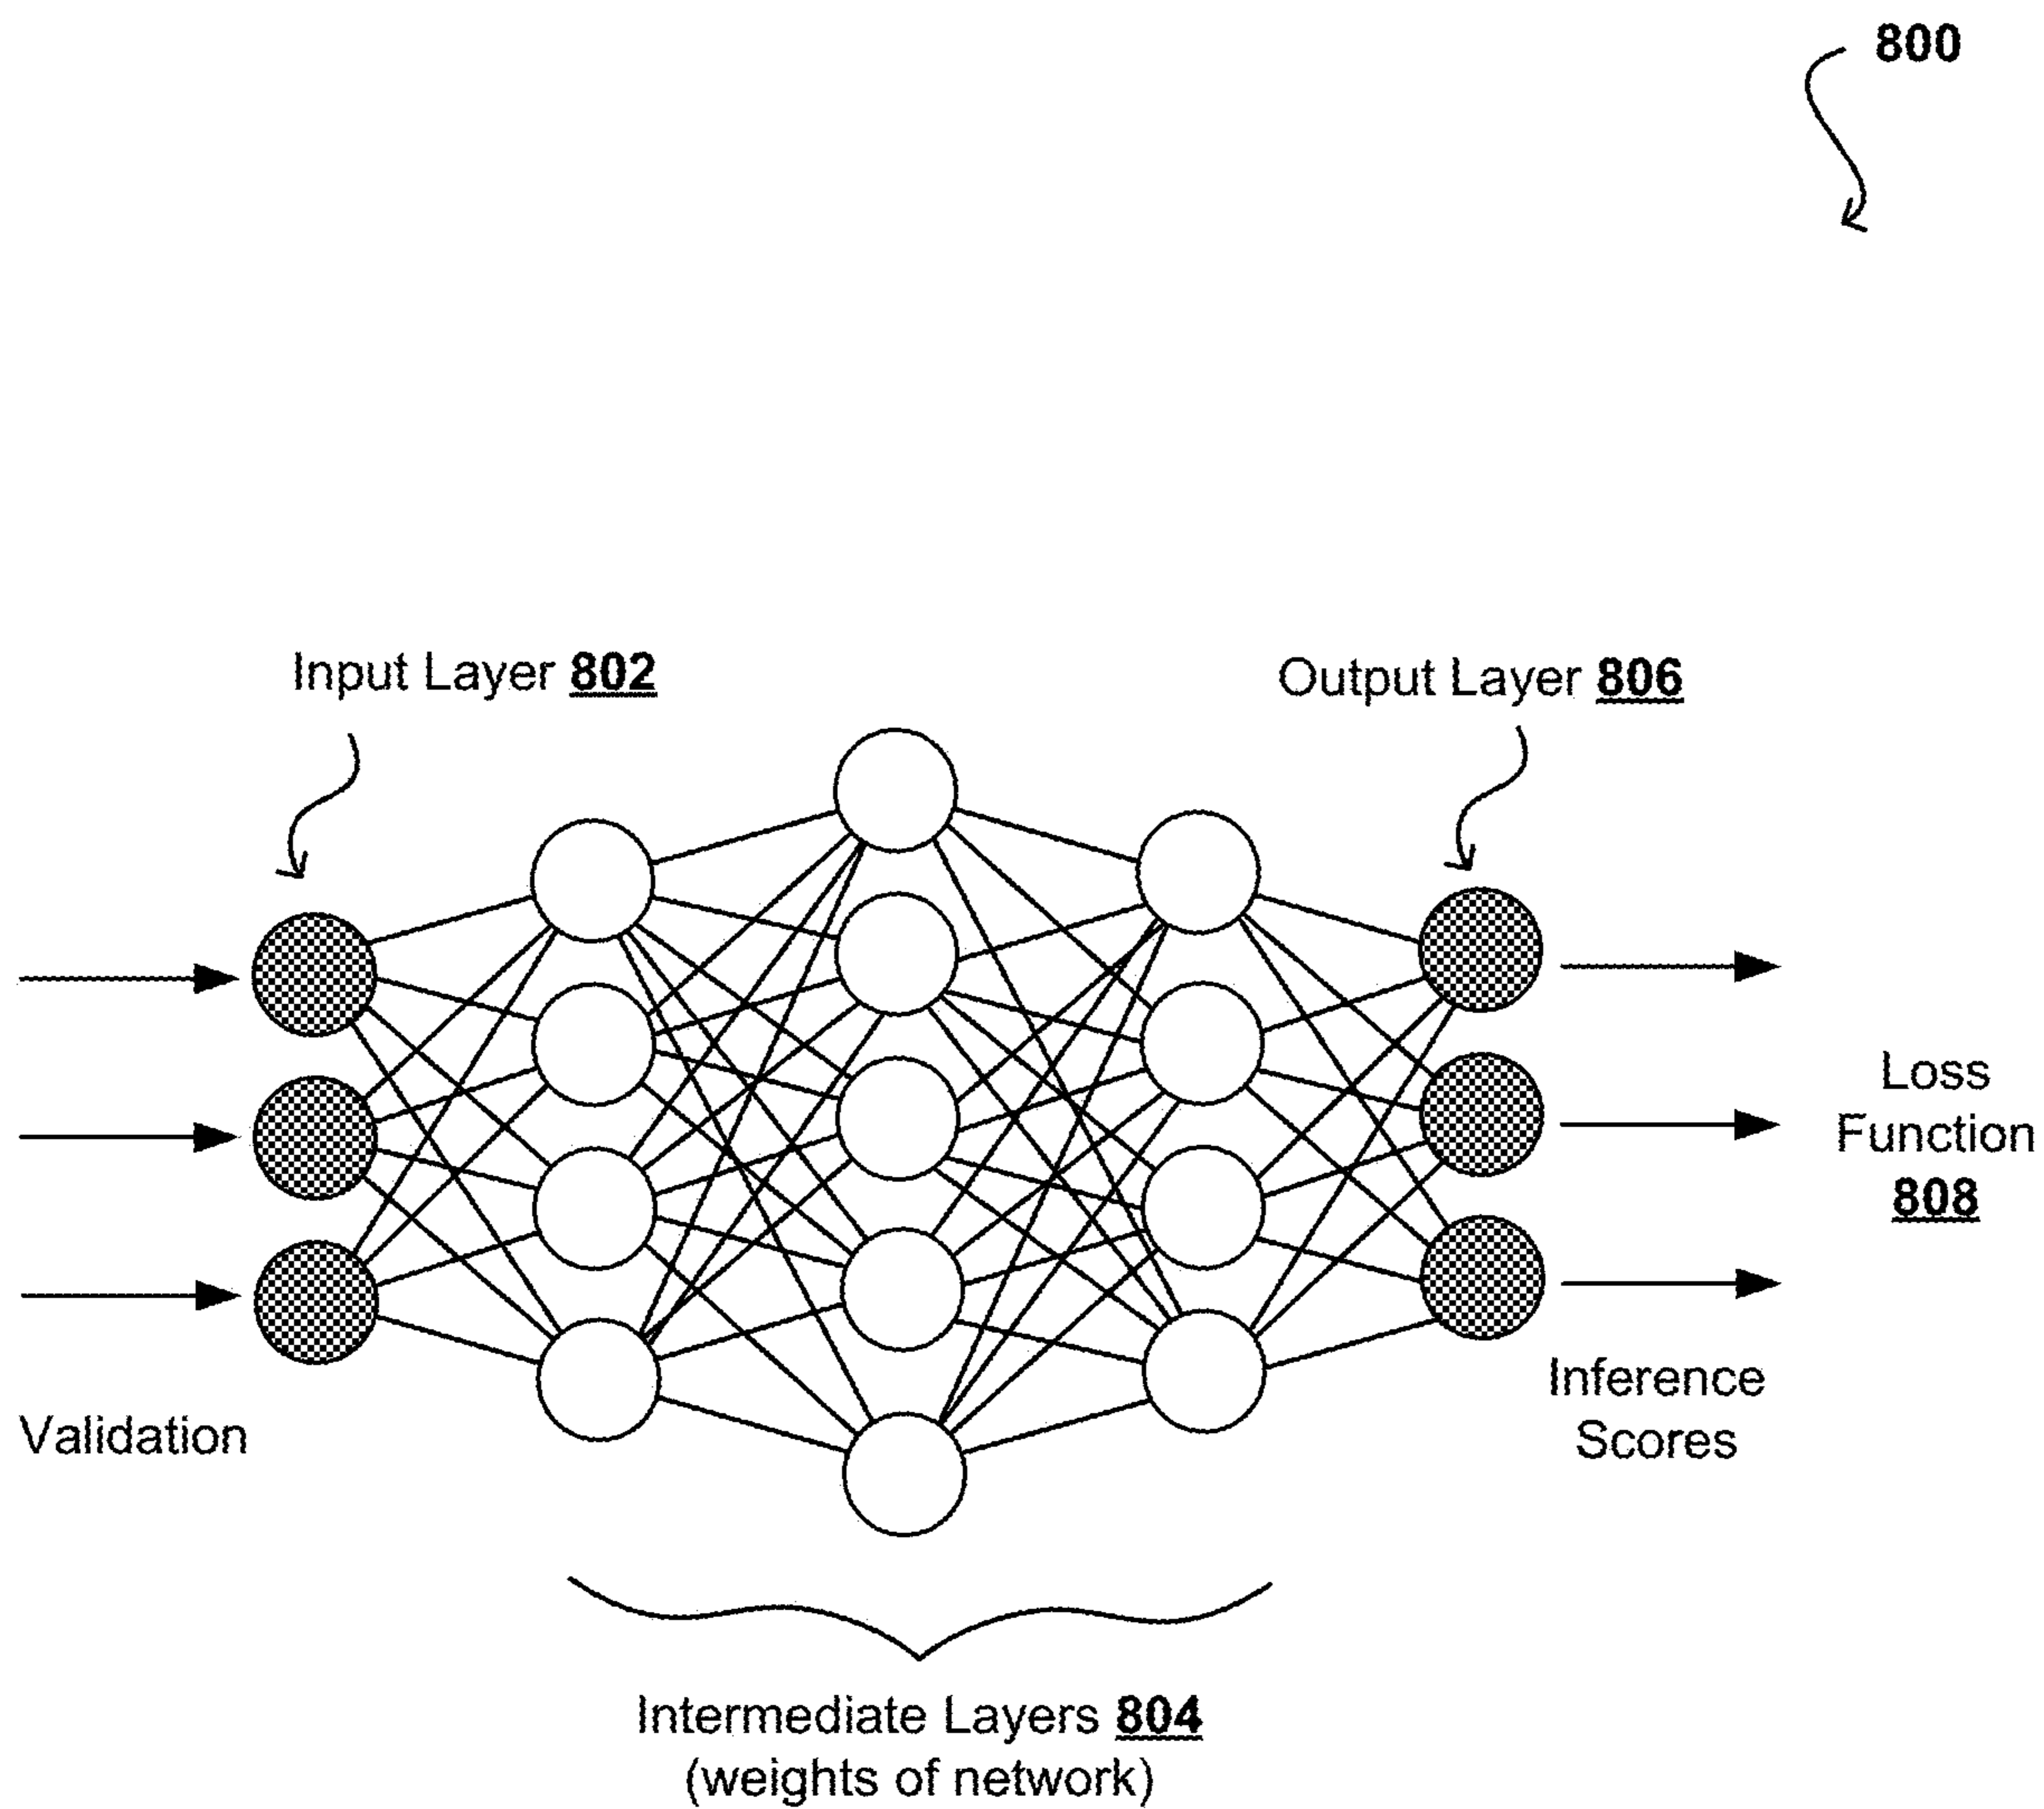 800
Input Layer 802
Output Layer 806
Loss
Function
808
Inference
Scores
Validation
Intermediate Layers 804
(weights of network)